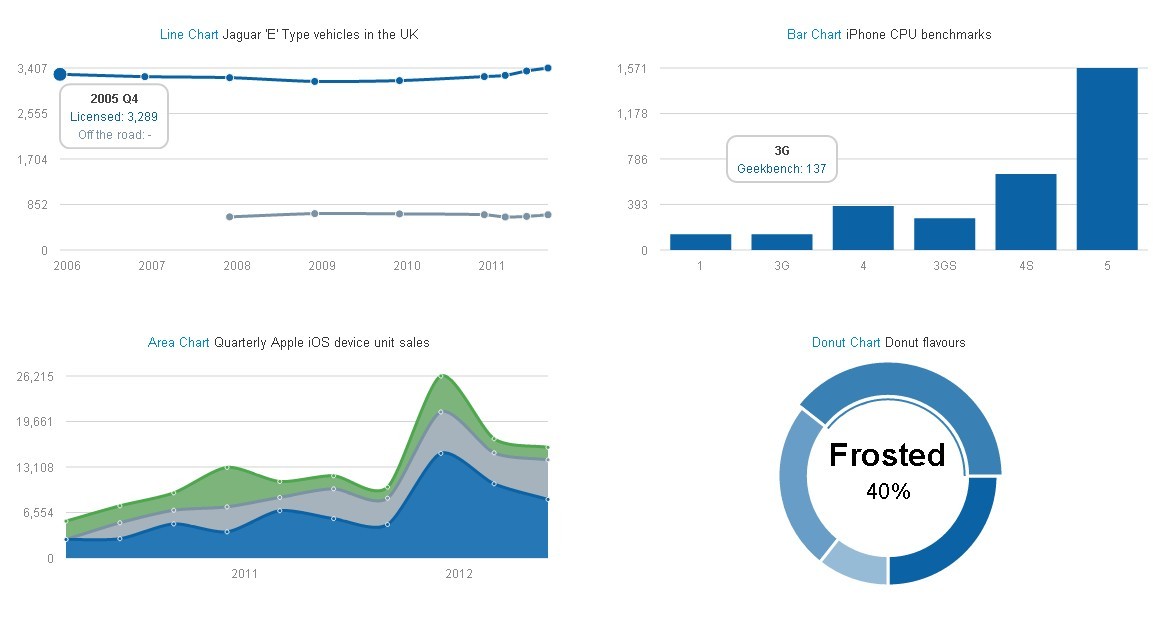 Line Chart Jaguar 'E' Type vehicles in the UK
3,407
2,555
1,704
852
0
2005 Q4
Licensed: 3,289
Off the road: -
2006 2007 2008 2009 2010 2011
Bar Chart iPhone CPU benchmarks
1,571
1,178
786
393
0
3G
Geekbench: 137
1 3G 4 3GS 4S 5
Area Chart Quarterly Apple iOS device unit sales
26,215
19,661
13,108
6,554
0
2011 2012
Donut Chart Donut flavours
Frosted
40%